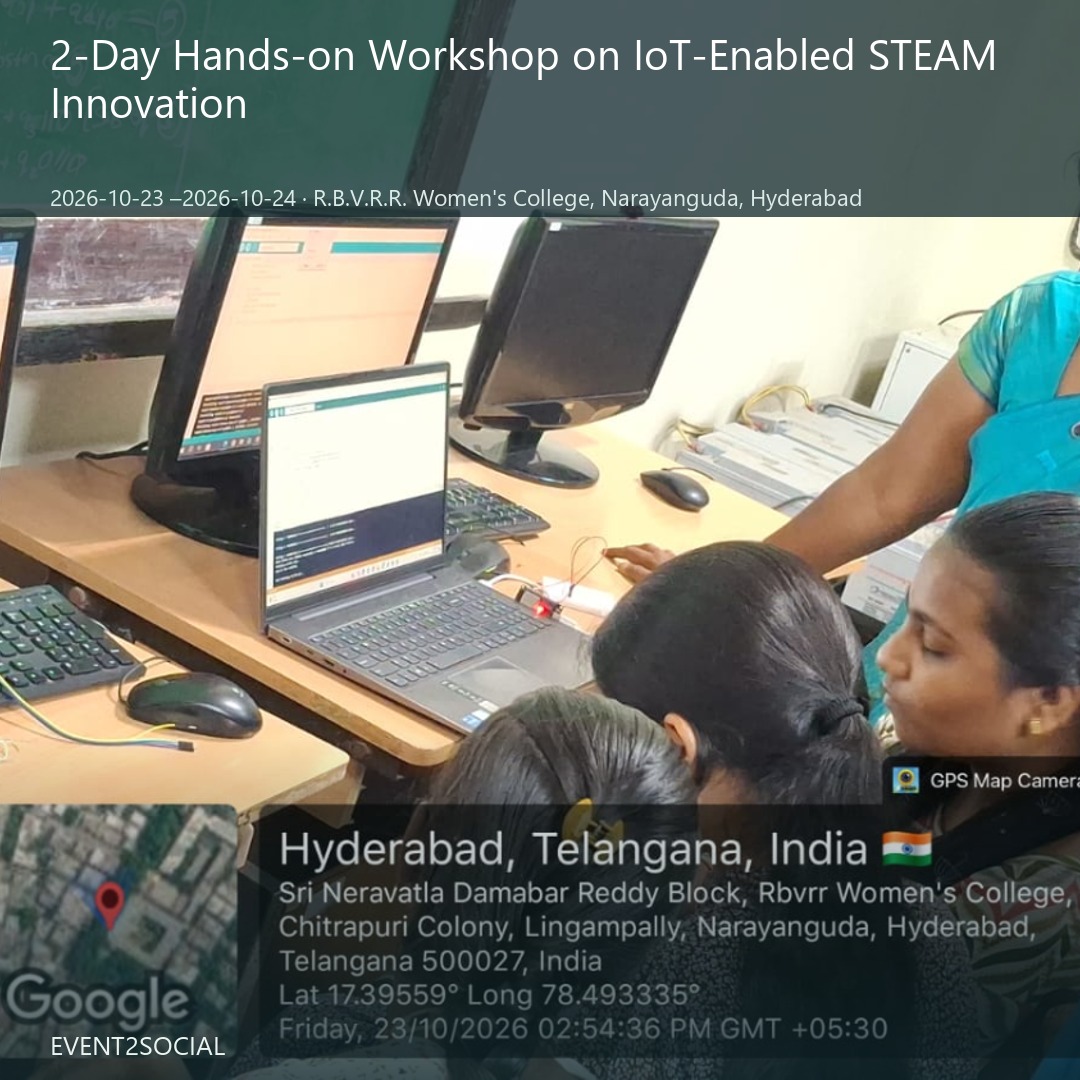 2-Day Hands-on Workshop on IoT-Enabled STEAM
Innovation
2026-10-23 –2026-10-24 · R.B.V.R.R. Women's College, Narayanguda, Hyderabad
GPS Map Camera
Hyderabad, Telangana, India
Sri Neravatla Damabar Reddy Block, Rbvrr Women's College,
Chitrapuri Colony, Lingampally, Narayanguda, Hyderabad,
Telangana 500027, India
Lat 17.39559° Long 78.493335°
Friday, 23/10/2026 02:54:36 PM GMT +05:30
Google
EVENT2SOCIAL